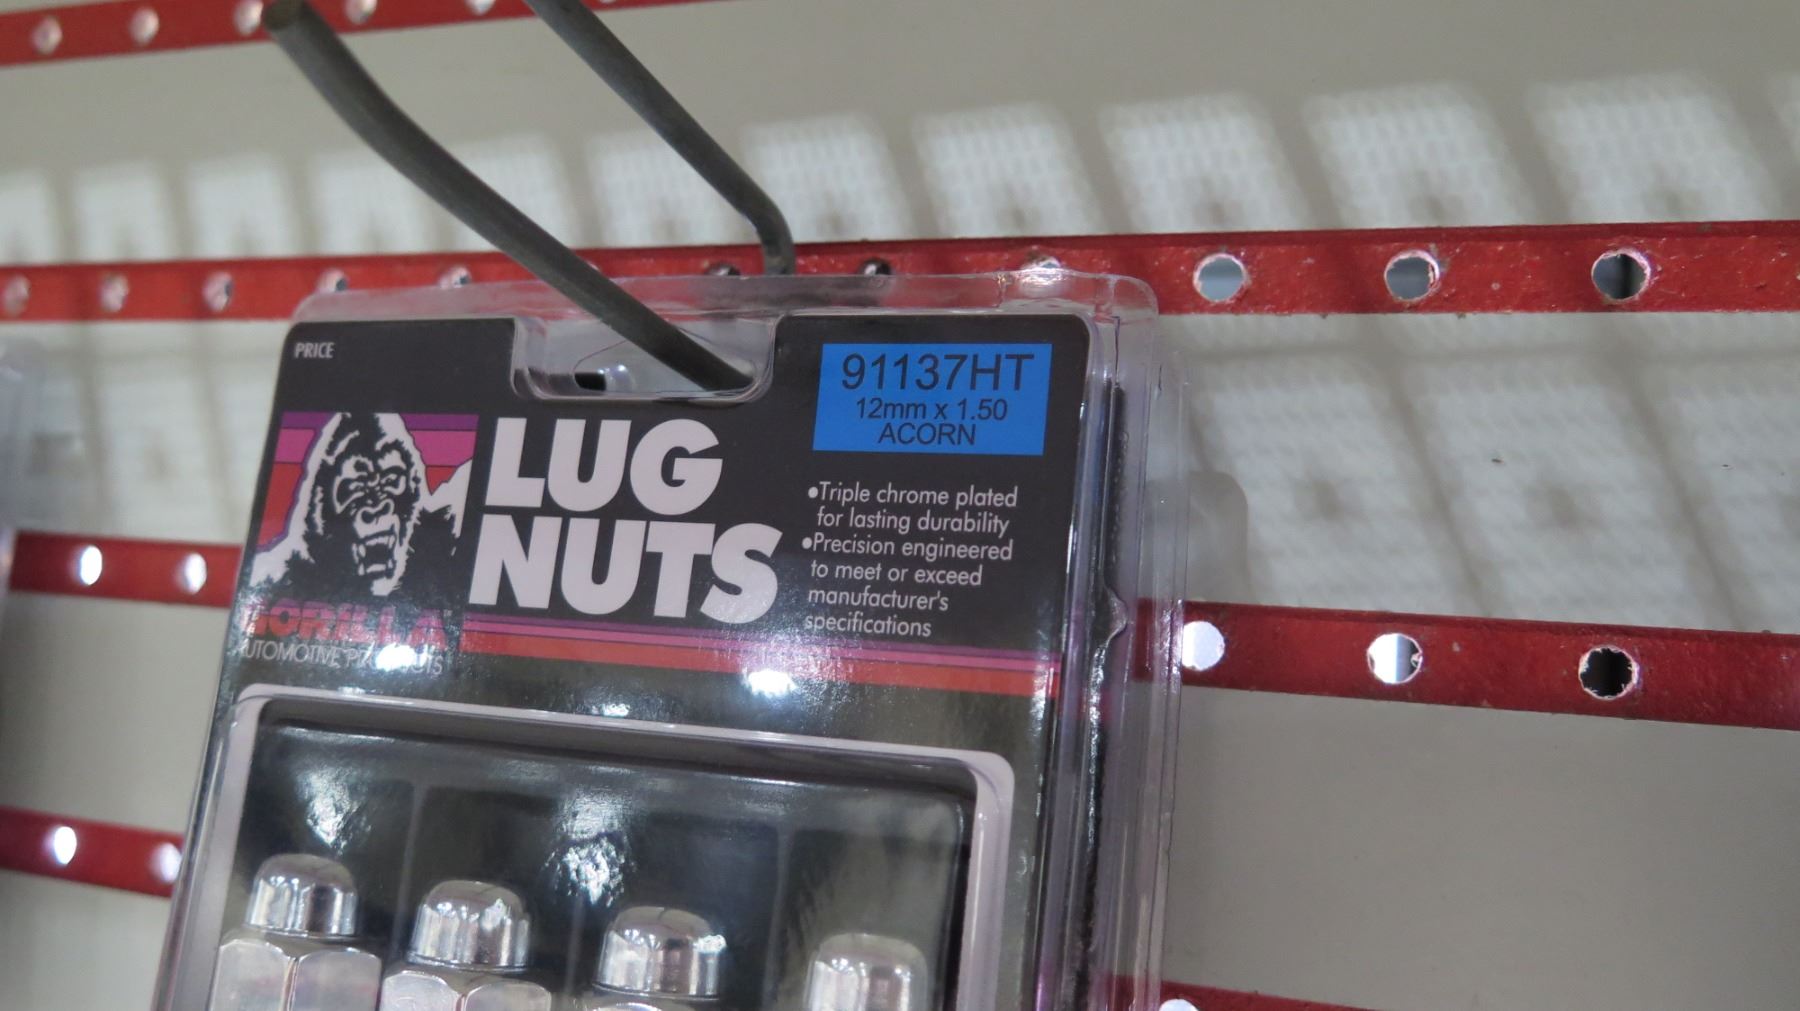 PRICE
91137HT
12mm x 1.50
ACORN
LUG
NUTS
•Triple chrome plated
for lasting durability
•Precision engineered
to meet or exceed
manufacturer's
specifications
GORILLA
AUTOMOTIVE